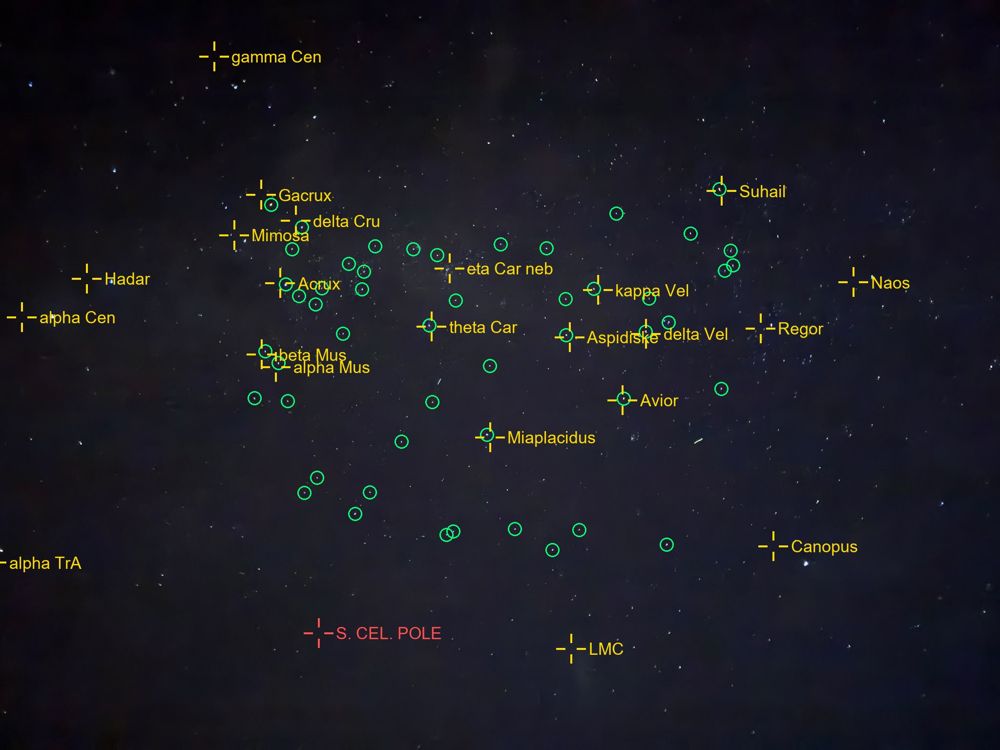 gamma Cen
Gacrux
Suhail
delta Cru
Mimosa
eta Car neb
Hadar
Acrux
kappa Vel
Naos
alpha Cen
theta Car
Aspidiske
delta Vel
Regor
beta Mus
alpha Mus
Avior
Miaplacidus
Canopus
alpha TrA
S. CEL. POLE
LMC